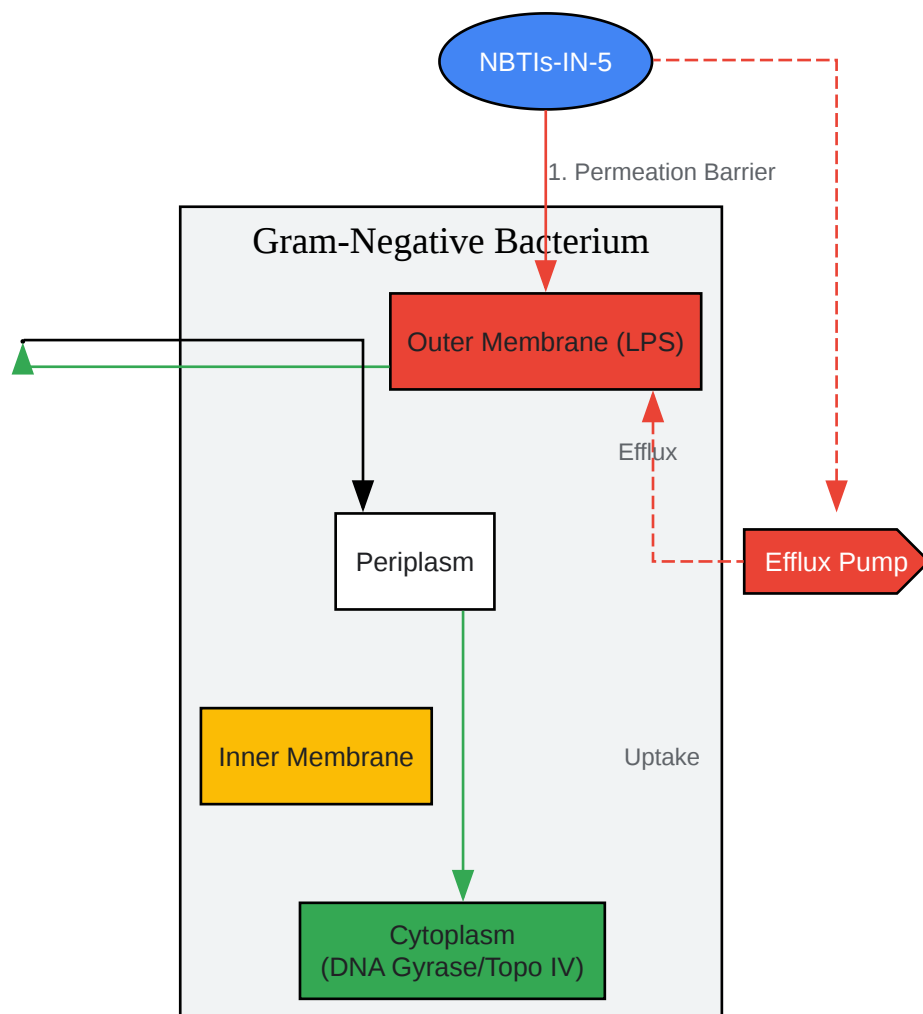 NBTIs-IN-5
1. Permeation Barrier
Gram-Negative Bacterium
Outer Membrane (LPS)
Efflux
Periplasm
Efflux Pump
Inner Membrane
Uptake
Cytoplasm
(DNA Gyrase/Topo IV)